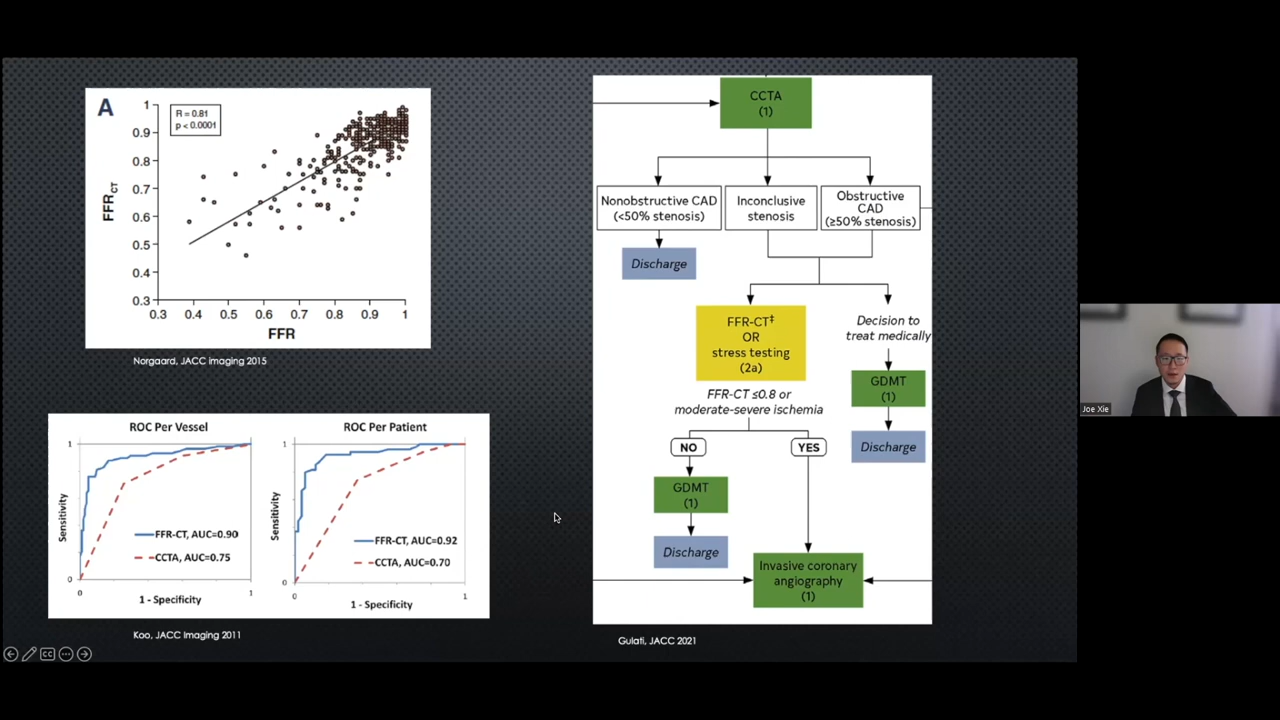 A
R = 0.81
p < 0.0001
FFRCT
1
0.9
0.8
0.7
0.6
0.5
0.4
0.3
0.3 0.4 0.5 0.6 0.7 0.8 0.9 1
FFR
Norgaard, JACC Imaging 2015
ROC Per Vessel
Sensitivity
1
FFR-CT, AUC=0.90
CCTA, AUC=0.75
0
0 1
1 - Specificity
ROC Per Patient
Sensitivity
1
FFR-CT, AUC=0.92
CCTA, AUC=0.70
0
0 1
1 - Specificity
Koo, JACC Imaging 2011
CCTA
(1)
Nonobstructive CAD
(<50% stenosis)
Inconclusive
stenosis
Obstructive
CAD
(≥50% stenosis)
Discharge
FFR-CT‡
OR
stress testing
(2a)
Decision to
treat medically
GDMT
(1)
Discharge
FFR-CT ≤0.8 or
moderate-severe ischemia
NO
YES
GDMT
(1)
Discharge
Invasive coronary
angiography
(1)
Gulati, JACC 2021
CC
Joe Xie